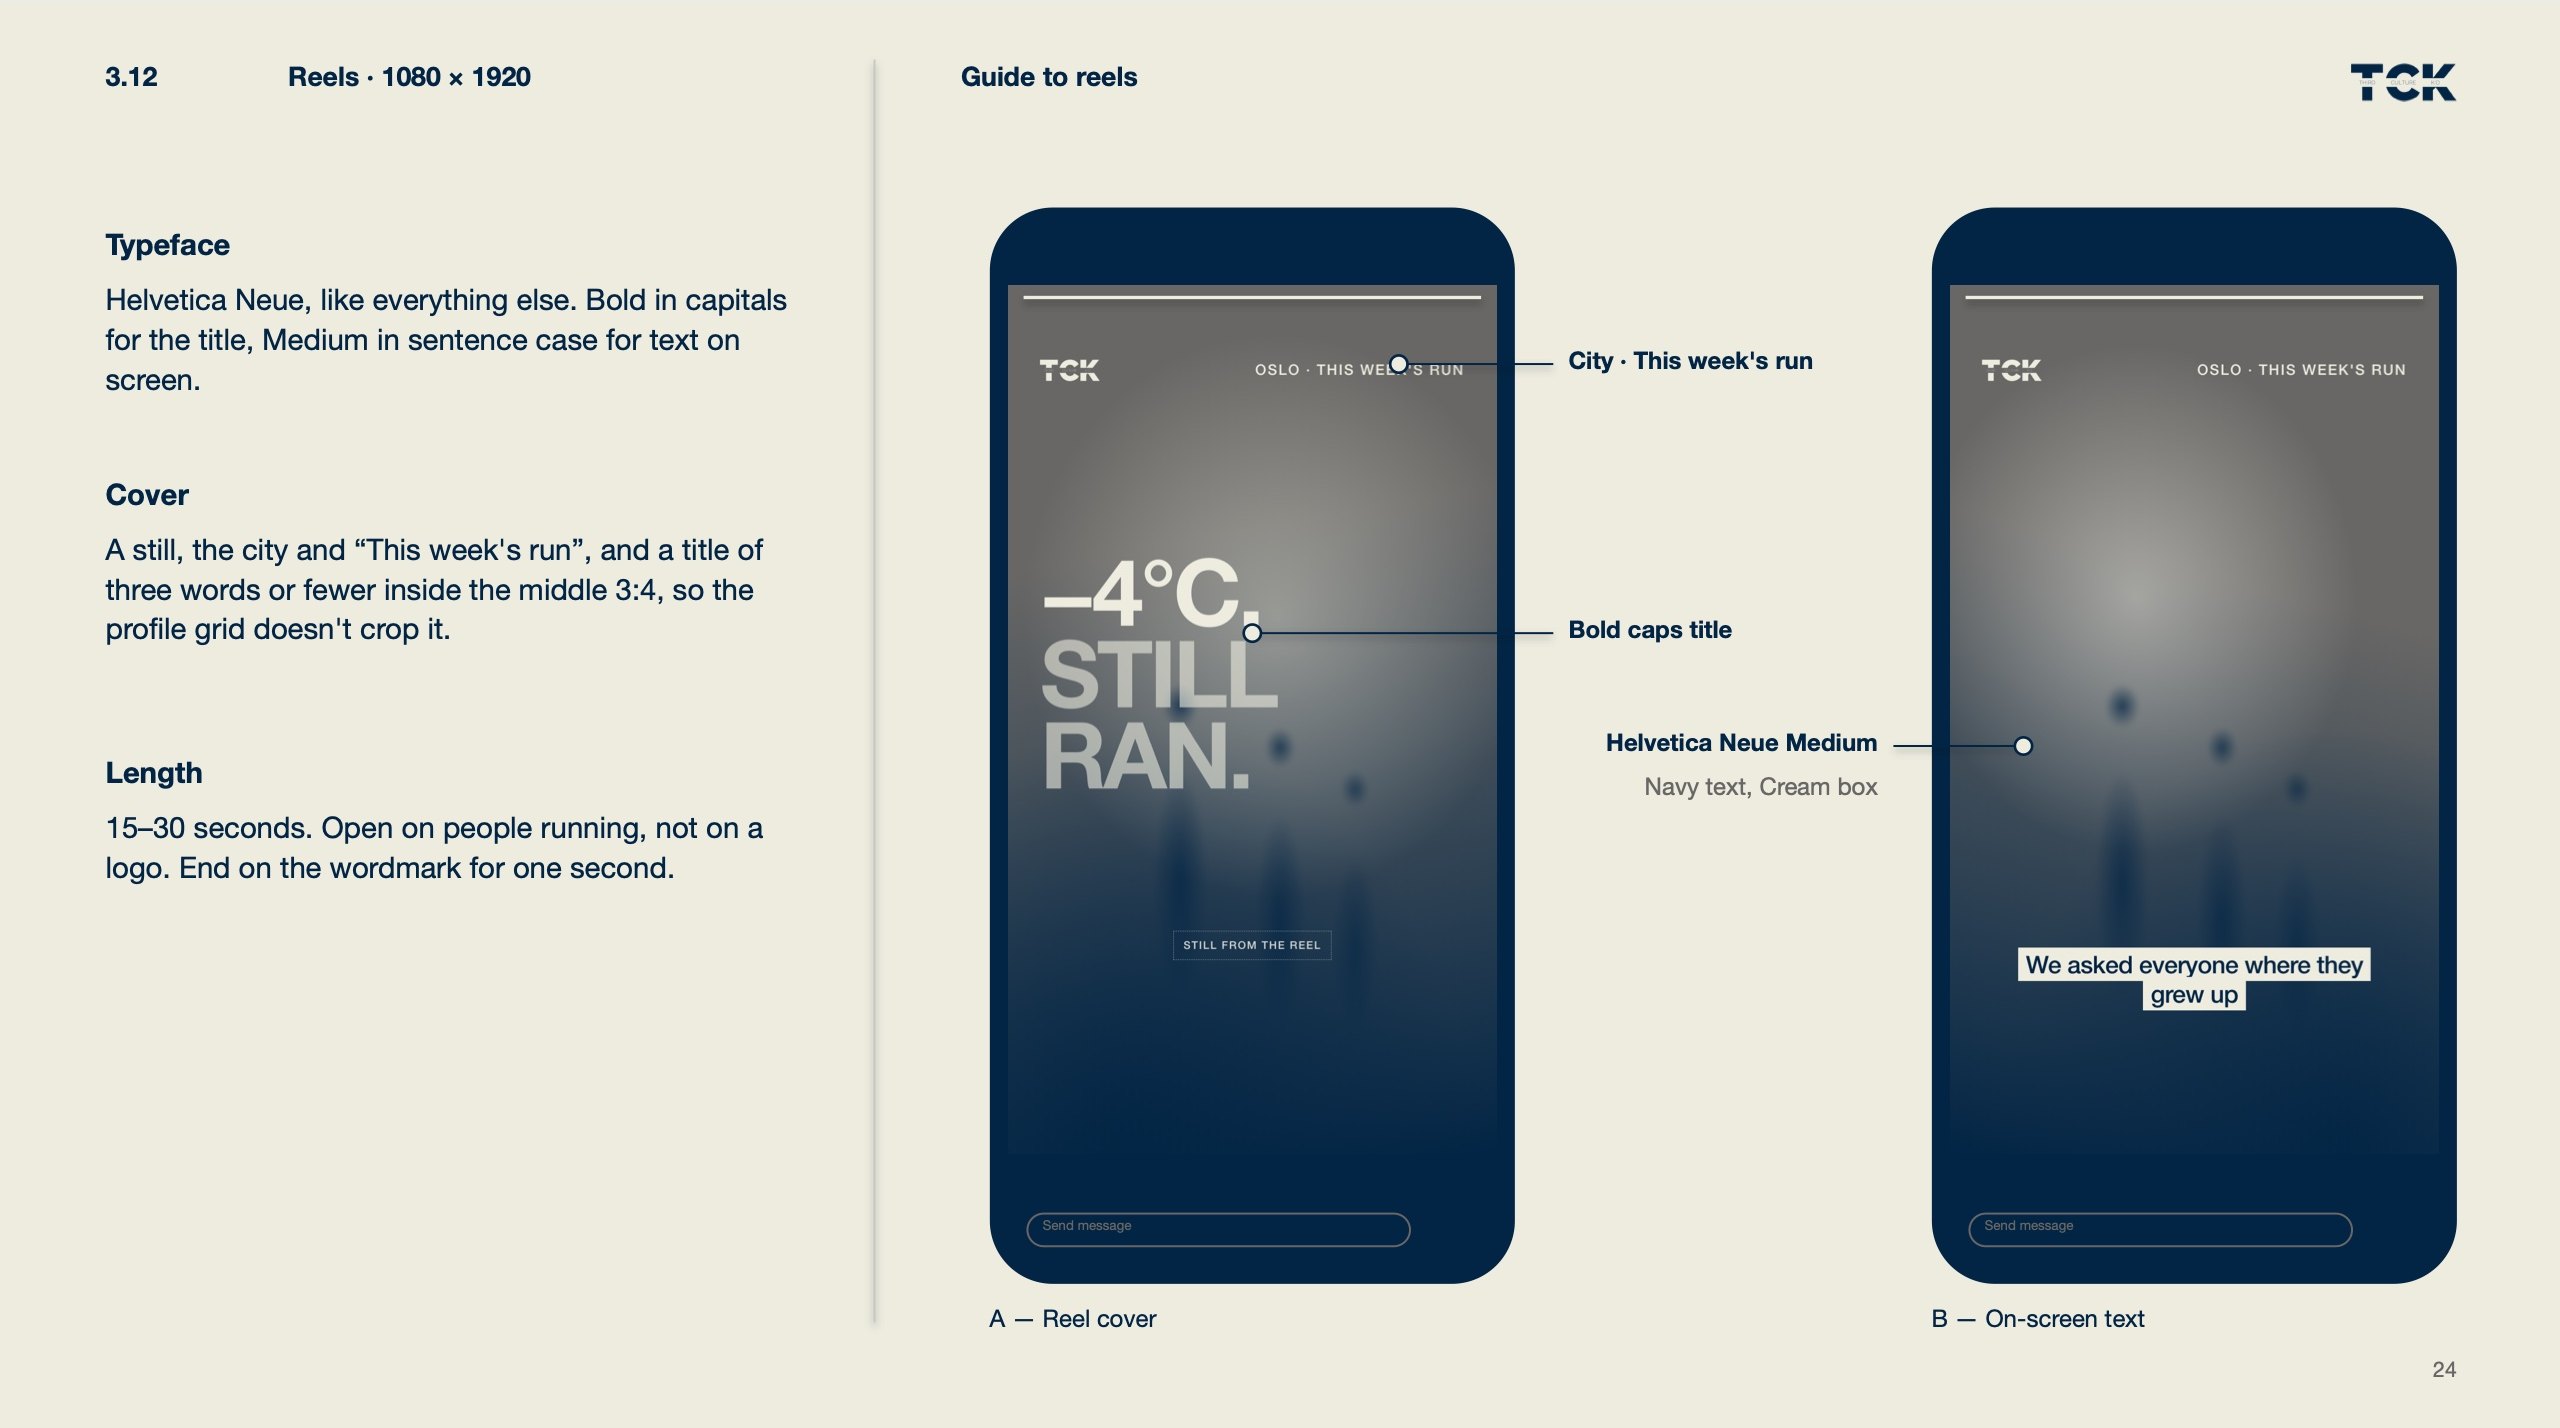 3.12
Reels · 1080 × 1920
Guide to reels
TCK
Typeface
Helvetica Neue, like everything else. Bold in capitals
for the title, Medium in sentence case for text on
screen.
Cover
A still, the city and “This week's run”, and a title of
three words or fewer inside the middle 3:4, so the
profile grid doesn't crop it.
Length
15–30 seconds. Open on people running, not on a
logo. End on the wordmark for one second.
TCK
OSLO · THIS WEEK'S RUN
–4°C.
STILL
RAN.
STILL FROM THE REEL
Send message
A — Reel cover
City · This week's run
Bold caps title
Helvetica Neue Medium
Navy text, Cream box
TCK
OSLO · THIS WEEK'S RUN
We asked everyone where they
grew up
Send message
B — On-screen text
24